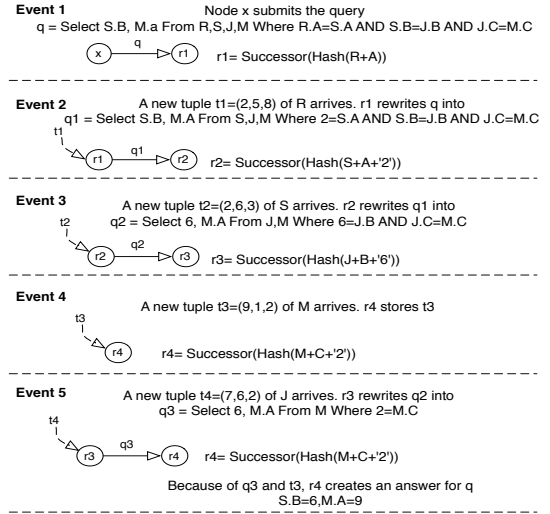 Event 1
Node x submits the query
q = Select S.B, M.a From R,S,J,M Where R.A=S.A AND S.B=J.B AND J.C=M.C
x
q
r1
r1= Successor(Hash(R+A))
Event 2
A new tuple t1=(2,5,8) of R arrives. r1 rewrites q into
q1 = Select S.B, M.A From S,J,M Where 2=S.A AND S.B=J.B AND J.C=M.C
t1
r1
q1
r2
r2= Successor(Hash(S+A+'2'))
Event 3
A new tuple t2=(2,6,3) of S arrives. r2 rewrites q1 into
q2 = Select 6, M.A From J,M Where 6=J.B AND J.C=M.C
t2
r2
q2
r3
r3= Successor(Hash(J+B+'6'))
Event 4
A new tuple t3=(9,1,2) of M arrives. r4 stores t3
t3
r4
r4= Successor(Hash(M+C+'2'))
Event 5
A new tuple t4=(7,6,2) of J arrives. r3 rewrites q2 into
q3 = Select 6, M.A From M Where 2=M.C
t4
r3
q3
r4
r4= Successor(Hash(M+C+'2'))
Because of q3 and t3, r4 creates an answer for q
S.B=6,M.A=9